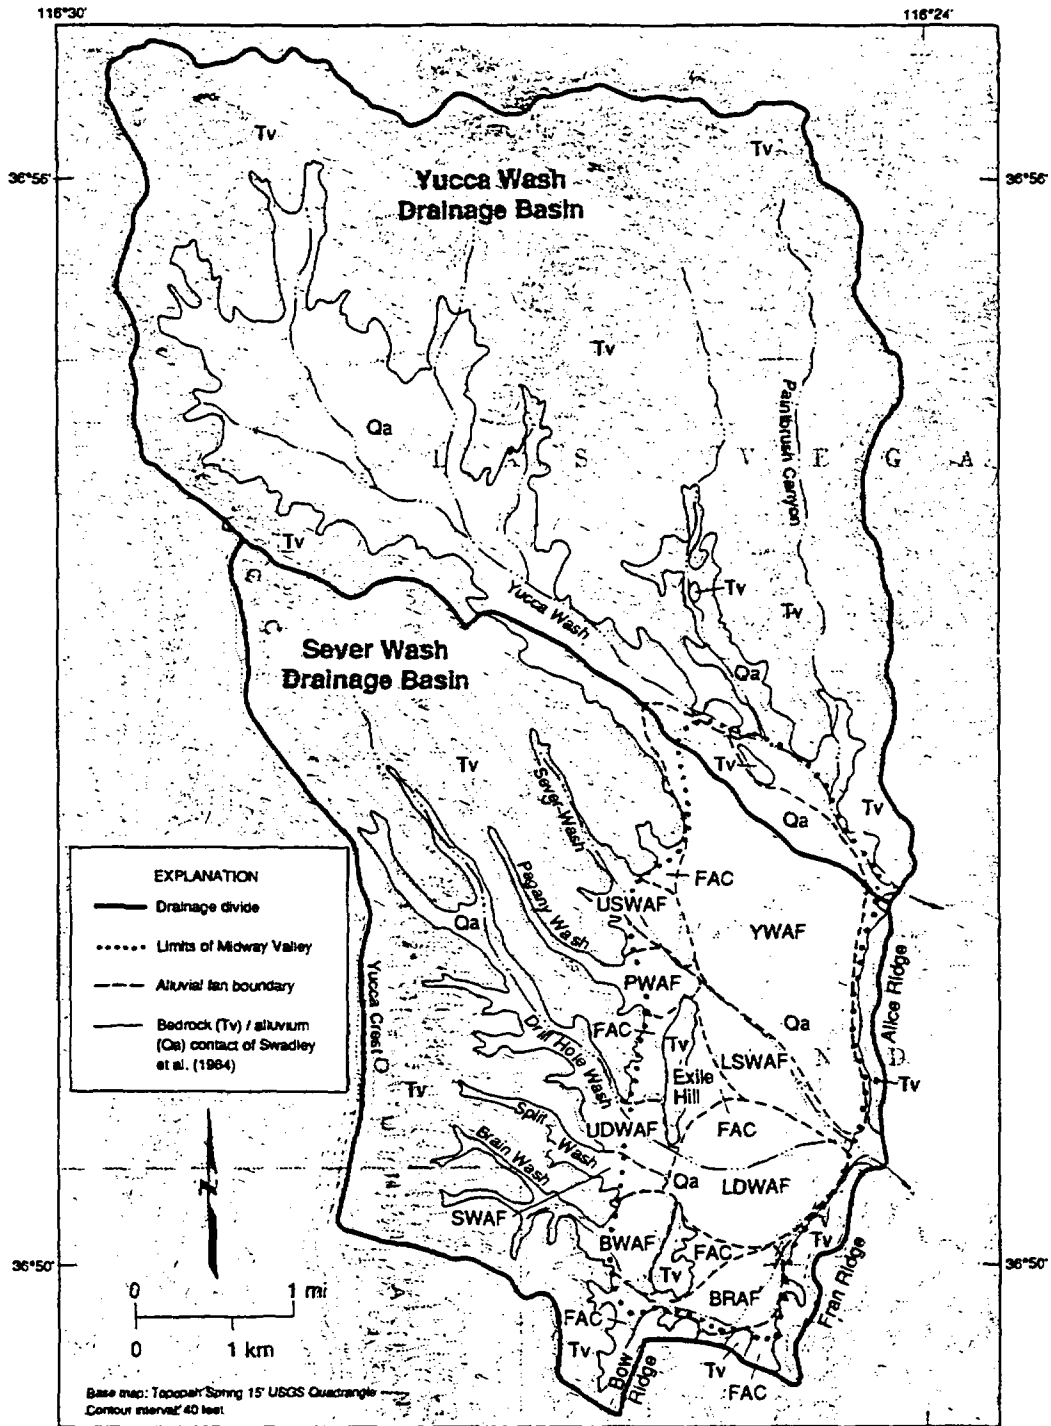 116°30'
116°24'
Tv
Tv
36°56'
36°56'
Yucca Wash
Drainage Basin
Tv
Qa
L A S V E G A
Paintbrush Canyon
Tv
Tv
Tv
Yucca Wash
Qa
Sever Wash
Drainage Basin
Tv
Sever Wash
Tv
Qa
Tv
EXPLANATION
Drainage divide
Limits of Midway Valley
Alluvial fan boundary
Bedrock (Tv) / alluvium
(Qa) contact of Swadley
et al. (1984)
Pagany Wash
FAC
USWAF
YWAF
Qa
Yucca Crest
PWAF
Alice Ridge
Drill Hole Wash
FAC
Tv
Qa
N D
LSWAF
Exile
Hill
Tv
Tv
Split Wash
UDWAF
FAC
Brain Wash
Qa
LDWAF
SWAF
BWAF
FAC
Tv
Tv
36°50'
36°50'
BRAF
Fran Ridge
0 1 mi
0 1 km
FAC
Tv
Bow
Ridge
Tv
FAC
Base map: Topopah Spring 15' USGS Quadrangle
Contour interval: 40 feet